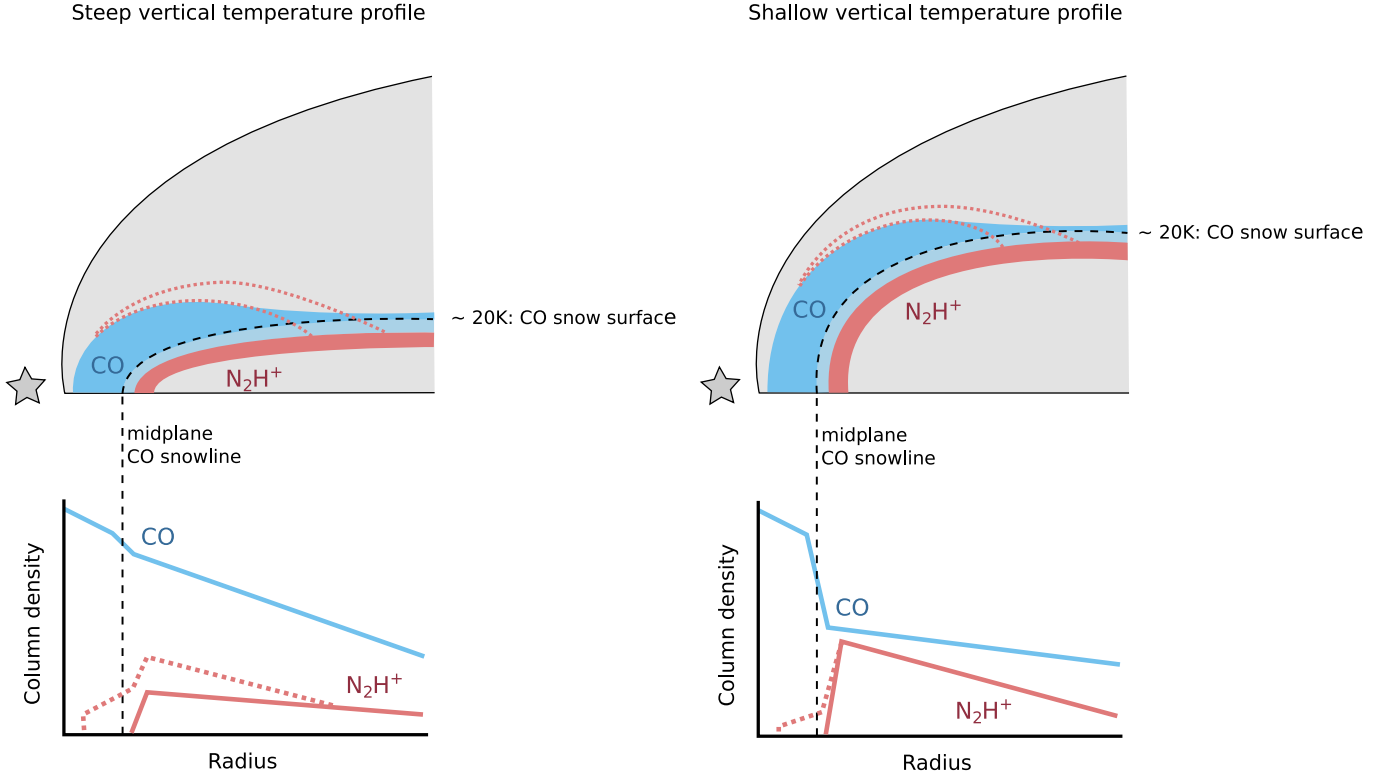 Steep vertical temperature profile
CO
N₂H⁺
~ 20K: CO snow surface
midplane
CO snowline
CO
N₂H⁺
Column density
Radius
Shallow vertical temperature profile
CO
N₂H⁺
~ 20K: CO snow surface
midplane
CO snowline
CO
N₂H⁺
Column density
Radius